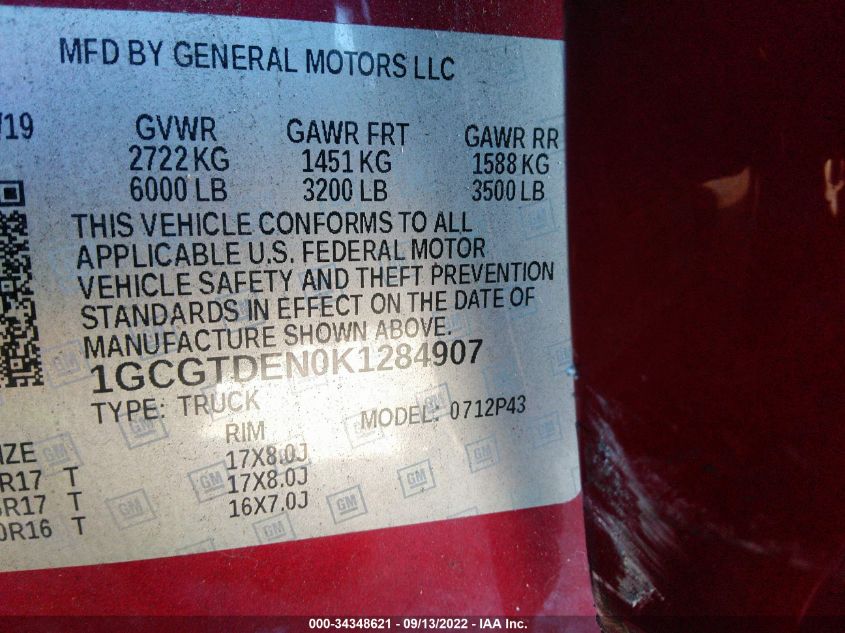 MFD BY GENERAL MOTORS LLC
/19 GVWR GAWR FRT GAWR RR
2722 KG 1451 KG 1588 KG
6000 LB 3200 LB 3500 LB
THIS VEHICLE CONFORMS TO ALL
APPLICABLE U.S. FEDERAL MOTOR
VEHICLE SAFETY AND THEFT PREVENTION
STANDARDS IN EFFECT ON THE DATE OF
MANUFACTURE SHOWN ABOVE.
1GCGTDEN0K1284907
TYPE: TRUCK MODEL: 0712P43
IZE RIM
R17 T 17X8.0J
R17 T 17X8.0J
0R16 T 16X7.0J
000-34348621 - 09/13/2022 - IAA Inc.